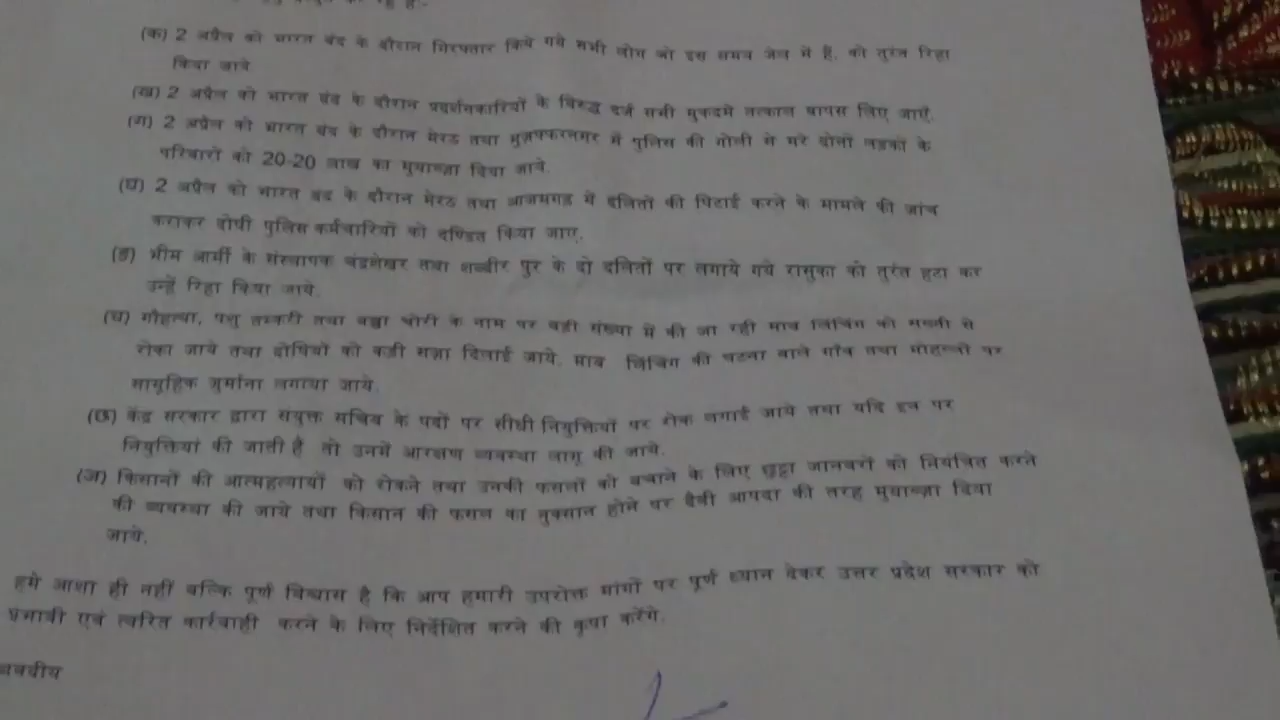 (क) 2 अप्रैल को भारत बंद के दौरान गिरफ्तार किये गये सभी लोग जो इस समय जेल में हैं, को तुरंत रिहा
किया जाये
(ख) 2 अप्रैल को भारत बंद के दौरान प्रदर्शनकारियों के विरुद्ध दर्ज सभी मुकदमें तत्काल वापस लिए जाएँ.
(ग) 2 अप्रैल को भारत बंद के दौरान मेरठ तथा मुज़फ्फरनगर में पुलिस की गोली से मरे दोनों लड़कों के
परिवारों को 20-20 लाख का मुयाब्ज़ा दिया जाये.
(घ) 2 अप्रैल को भारत बंद के दौरान मेरठ तथा आजमगढ़ में दलितों की पिटाई करने के मामले की जांच
कराकर दोषी पुलिस कर्मचारियों को दण्डित किया जाए.
(ङ) भीम आर्मी के संस्थापक चंद्रशेखर तथा शब्बीर पुर के दो दलितों पर लगाये गये रासुका को तुरंत हटा कर
उन्हें रिहा किया जाये.
(च) गौहत्या, पशु तस्करी तथा बच्चा चोरी के नाम पर बड़ी संख्या में की जा रही माब लिंचिंग को सख्ती से
रोका जाये तथा दोषियों को कड़ी सज़ा दिलाई जाये. माब लिंचिंग की घटना वाले गाँव तथा मोहल्लों पर
सामूहिक जुर्माना लगाया जाये.
(छ) केंद्र सरकार द्वारा संयुक्त सचिव के पदों पर सीधी नियुक्तियों पर रोक लगाई जाये तथा यदि इन पर
नियुक्तियां की जाती हैं तो उनमें आरक्षण व्यवस्था लागू की जाये.
(ज) किसानों की आत्महत्यायों को रोकने तथा उनकी फसलों को बचाने के लिए छुट्टा जानवरों को नियंत्रित करने
की व्यवस्था की जाये तथा किसान की फसल का नुक्सान होने पर दैवी आपदा की तरह मुयाब्ज़ा दिया
जाये.
हमे आशा ही नहीं बल्कि पूर्ण विश्वास है कि आप हमारी उपरोक्त मांगों पर पूर्ण ध्यान देकर उत्तर प्रदेश सरकार को
प्रभावी एवं त्वरित कार्रवाही करने के लिए निर्देशित करने की कृपा करेंगे.